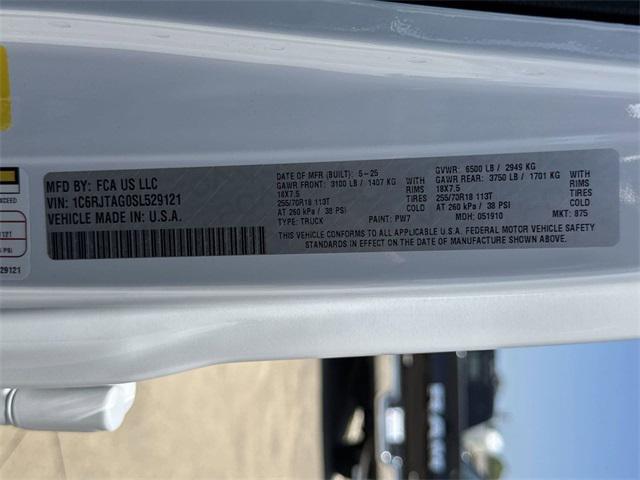 MFD BY: FCA US LLC
VIN: 1C6RJTAG0SL529121
VEHICLE MADE IN U.S.A.
DATE OF MFR (BUILT): 5-25
GAWR FRONT: 3100 LB / 1407 KG WITH
18X7.5 RIMS
255/70R18 113T TIRES
AT 260 kPa / 38 PSI) COLD
TYPE: TRUCK PAINT: PW7
GVWR: 6500 LB / 2949 KG
GAWR REAR: 3750 LB / 1701 KG WITH
18X7.5 RIMS
255/70R18 113T TIRES
AT 260 kPa / 38 PSI) COLD
MDH: 051910 MKT: 875
THIS VEHICLE CONFORMS TO ALL APPLICABLE U.S.A. FEDERAL MOTOR VEHICLE SAFETY
STANDARDS IN EFFECT ON THE DATE OF MANUFACTURE SHOWN ABOVE.
EXCEED
1121
PSI
29121